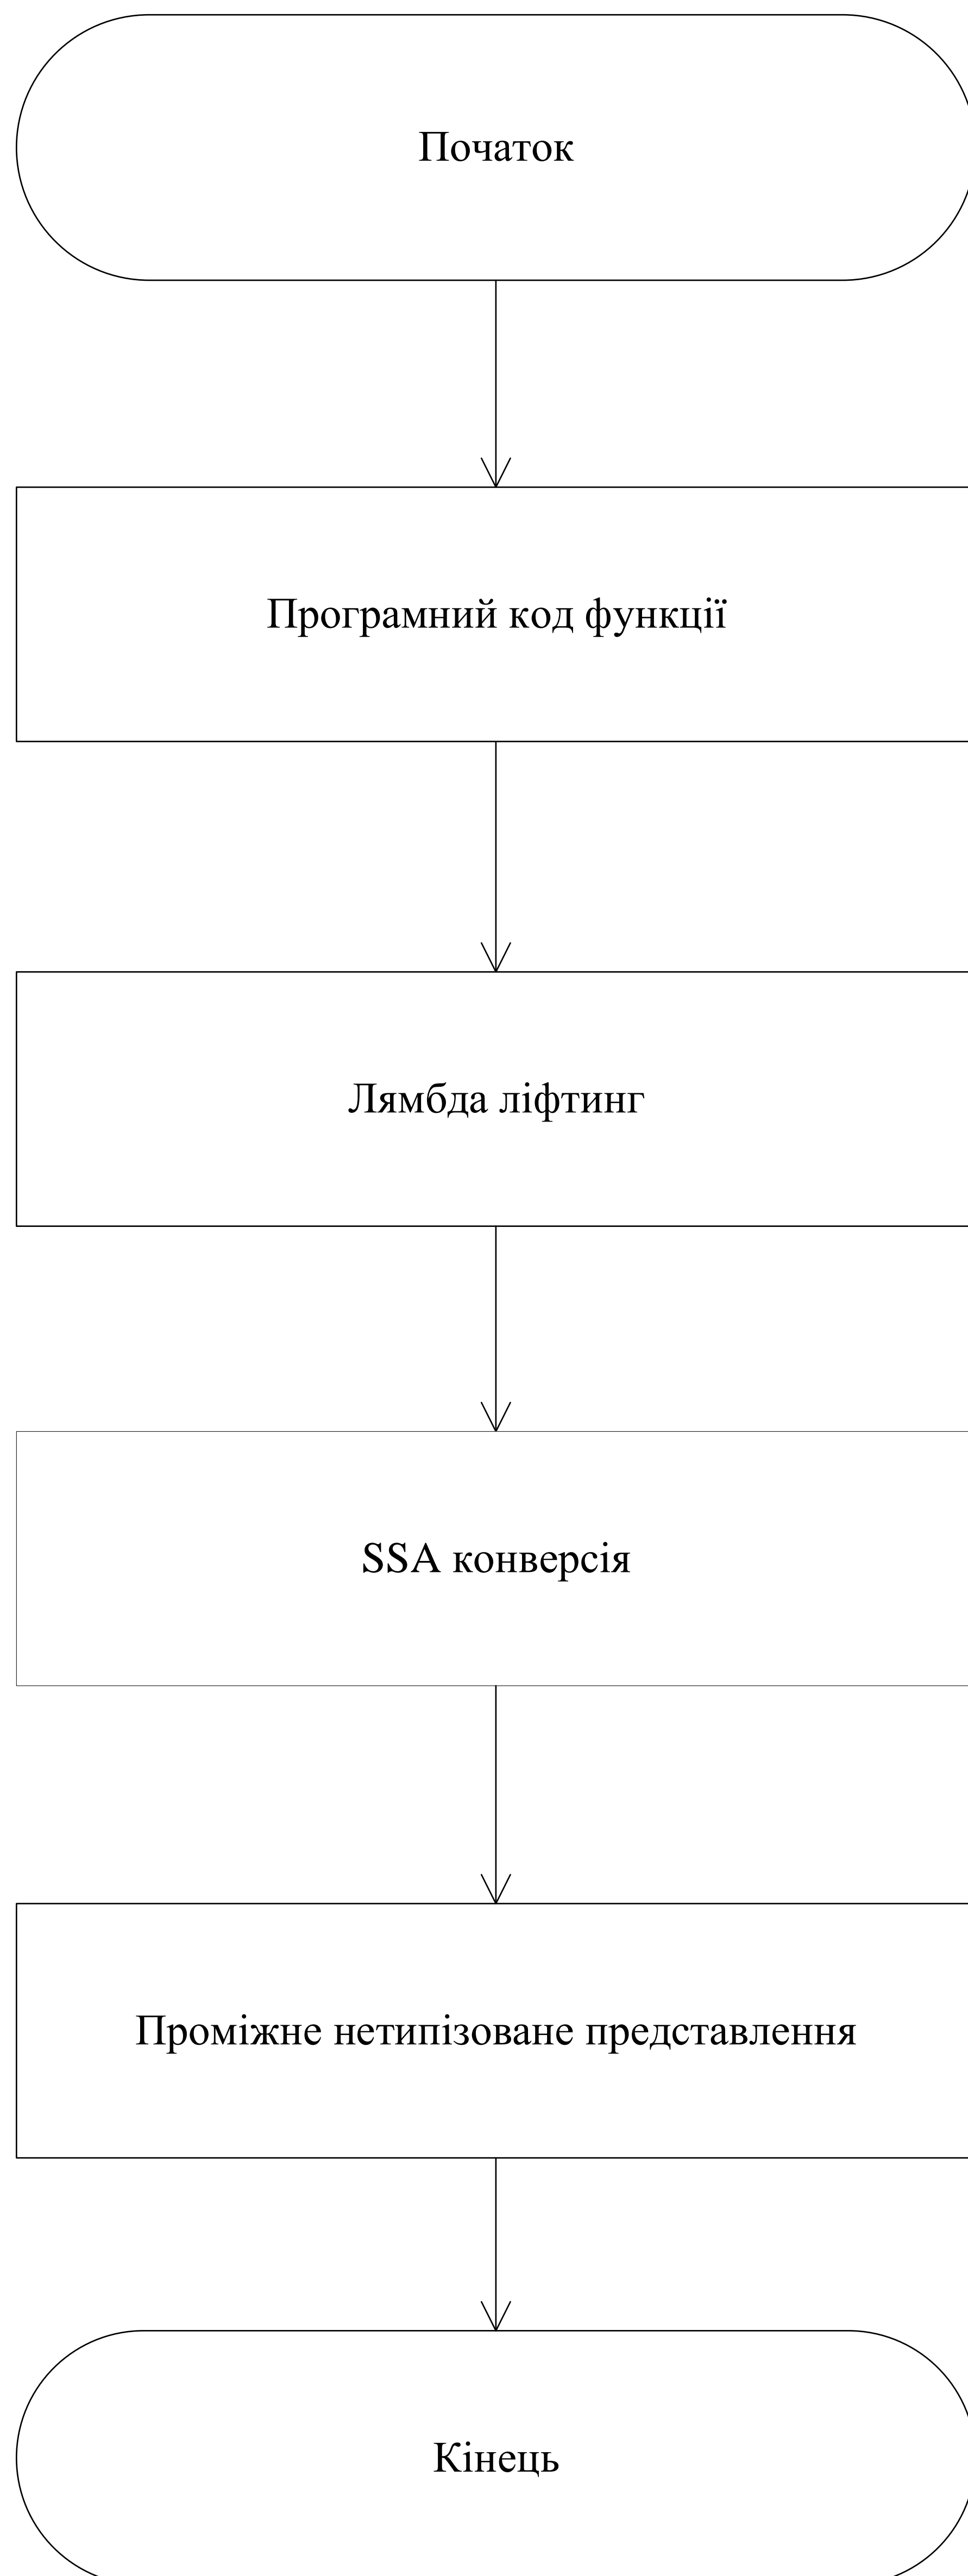 Початок
Програмний код функції
Лямбда ліфтинг
SSA конверсія
Проміжне нетипізоване представлення
Кінець